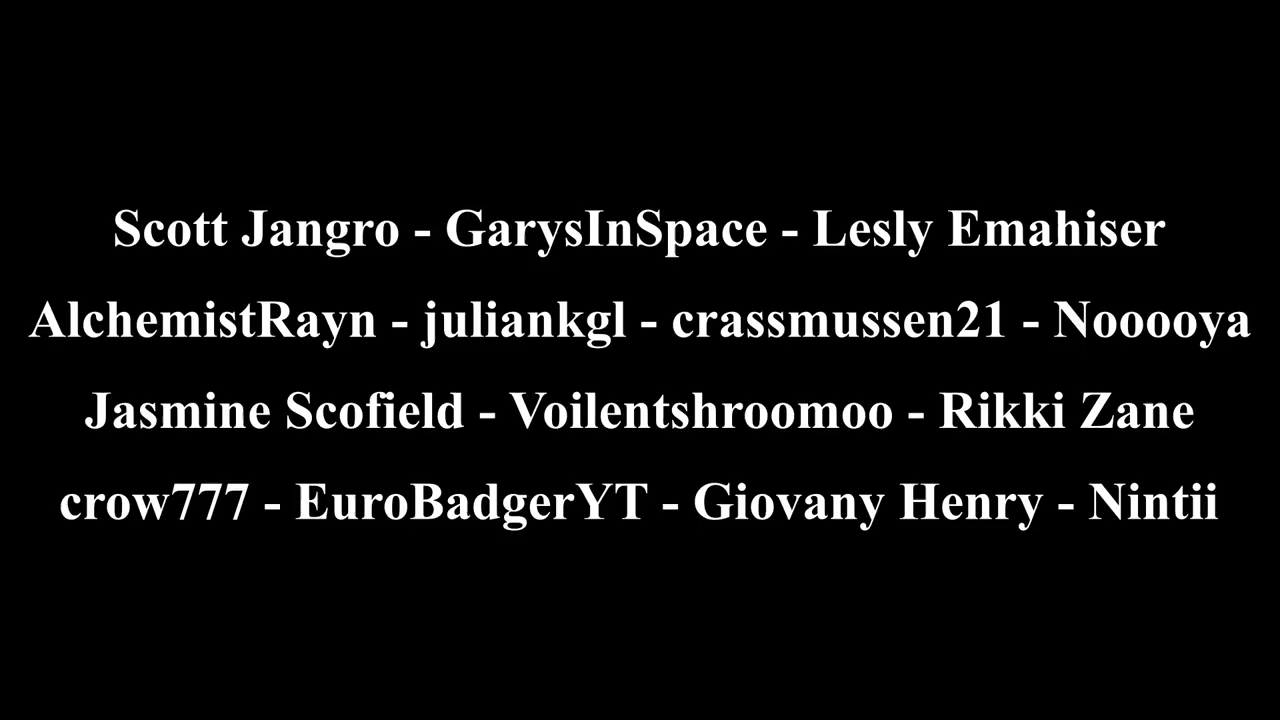 Scott Jangro - GarysInSpace - Lesly Emahiser
AlchemistRayn - juliankgl - crassmussen21 - Nooooya
Jasmine Scofield - Voilentshroomoo - Rikki Zane
crow777 - EuroBadgerYT - Giovany Henry - Nintii